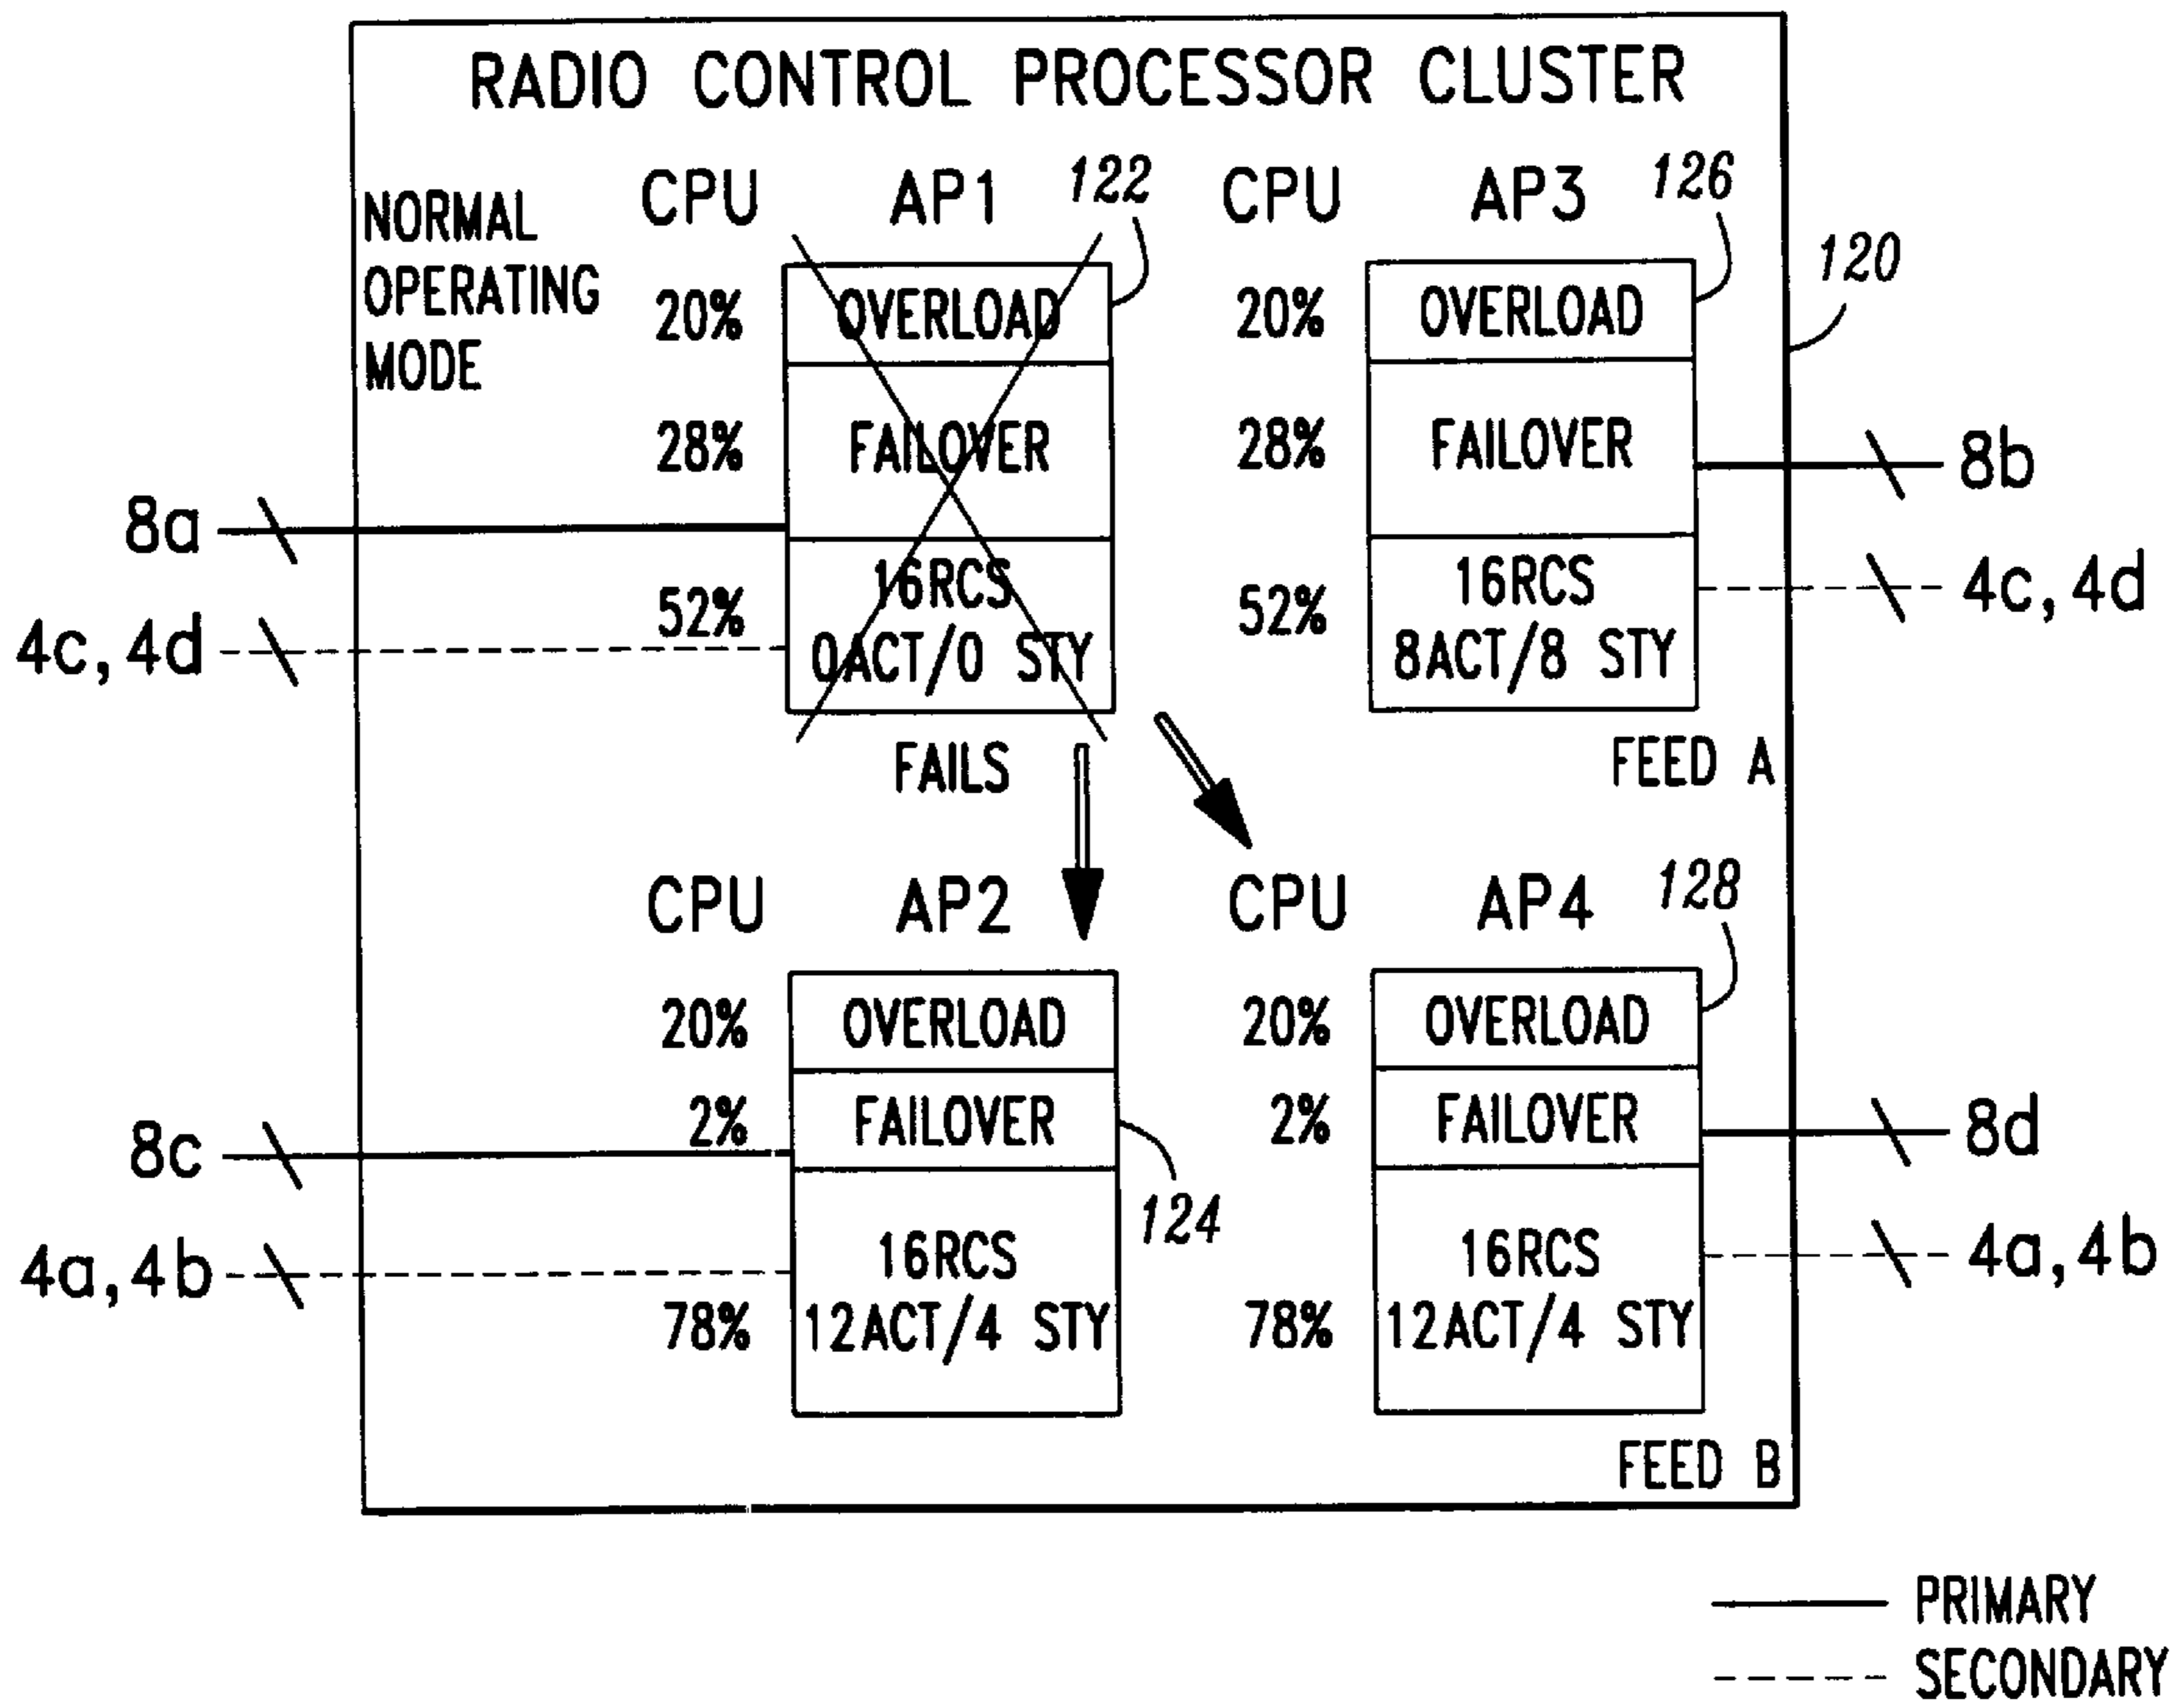 RADIO CONTROL PROCESSOR CLUSTER
NORMAL
OPERATING
MODE
CPU AP1 122
20% OVERLOAD
28% FAILOVER
52% 16RCS
0ACT/0 STY
FAILS
8a
4c, 4d
CPU AP3 126
20% OVERLOAD
28% FAILOVER
52% 16RCS
8ACT/8 STY
120
8b
4c, 4d
FEED A
CPU AP2
20% OVERLOAD
2% FAILOVER
124
16RCS
78% 12ACT/4 STY
8c
4a, 4b
CPU AP4 128
20% OVERLOAD
2% FAILOVER
16RCS
78% 12ACT/4 STY
8d
4a, 4b
FEED B
PRIMARY
SECONDARY